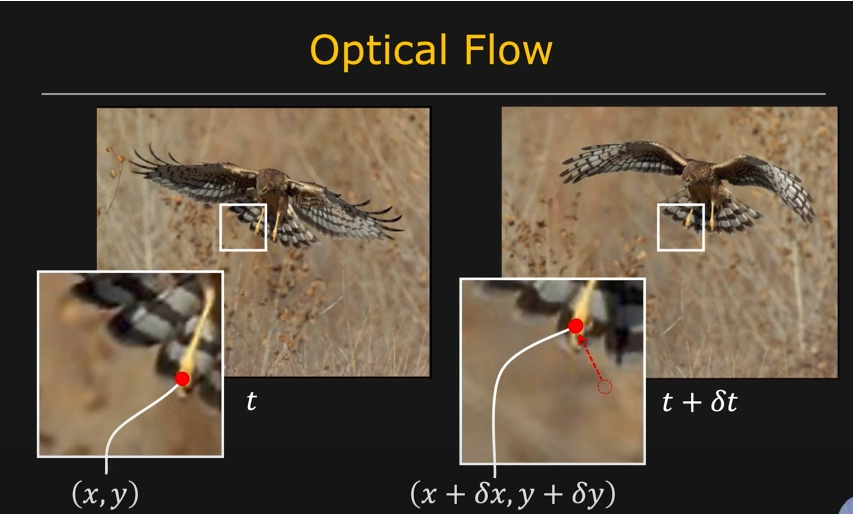 Optical Flow
t
t + δt
(x, y)
(x + δx, y + δy)